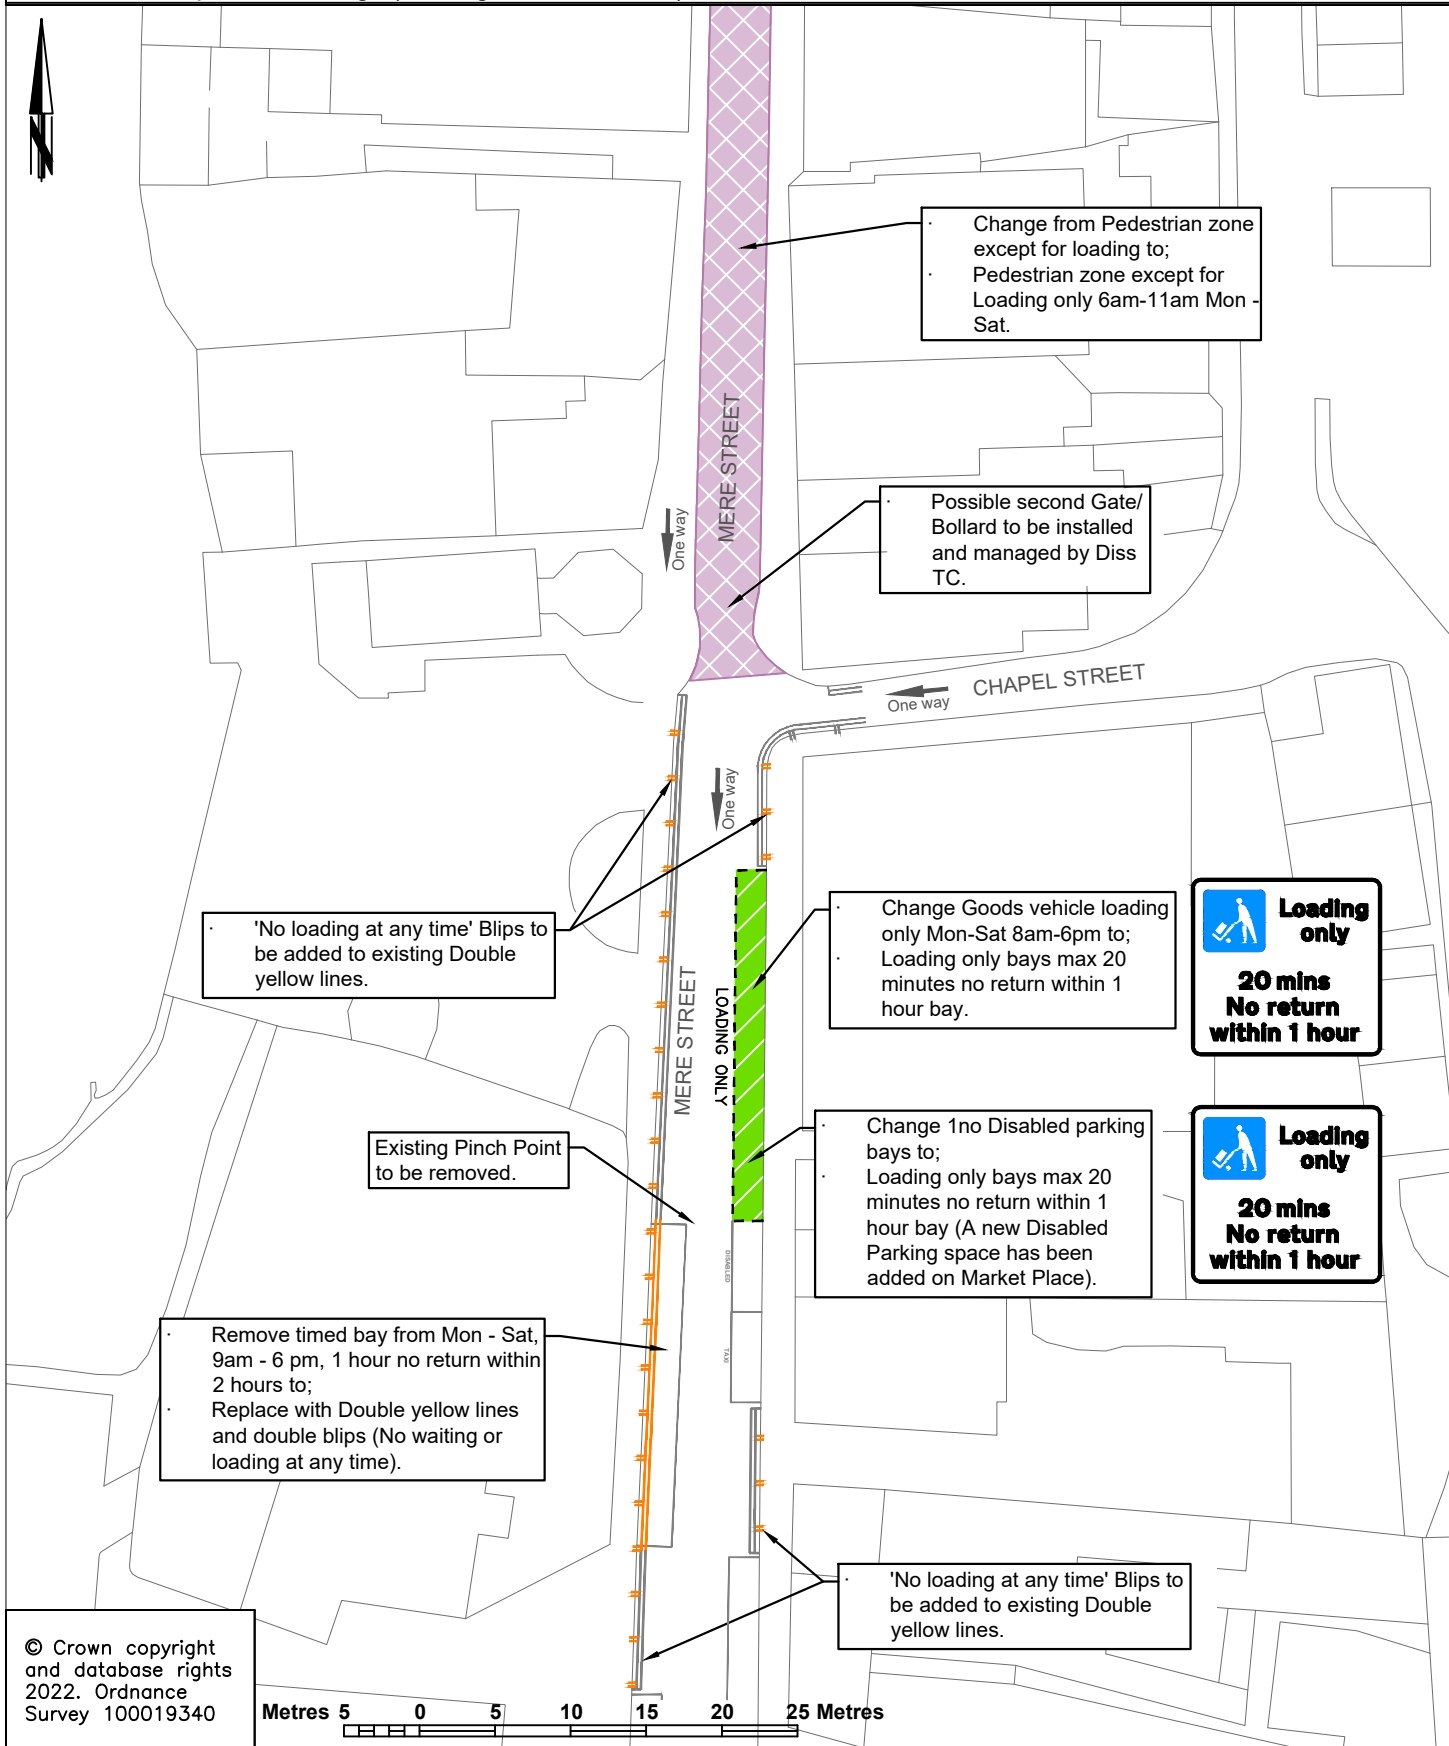 N
· Change from Pedestrian zone
except for loading to;
· Pedestrian zone except for
Loading only 6am-11am Mon -
Sat.
MERE STREET
· Possible second Gate/
Bollard to be installed
and managed by Diss
TC.
One way
CHAPEL STREET
One way
One way
· 'No loading at any time' Blips to
be added to existing Double
yellow lines.
· Change Goods vehicle loading
only Mon-Sat 8am-6pm to;
· Loading only bays max 20
minutes no return within 1
hour bay.
Loading
only
20 mins
No return
within 1 hour
MERE STREET
LOADING ONLY
Existing Pinch Point
to be removed.
· Change 1no Disabled parking
bays to;
· Loading only bays max 20
minutes no return within 1
hour bay (A new Disabled
Parking space has been
added on Market Place).
Loading
only
20 mins
No return
within 1 hour
DISABLED
TAXI
· Remove timed bay from Mon - Sat,
9am - 6 pm, 1 hour no return within
2 hours to;
· Replace with Double yellow lines
and double blips (No waiting or
loading at any time).
· 'No loading at any time' Blips to
be added to existing Double
yellow lines.
© Crown copyright
and database rights
2022. Ordnance
Survey 100019340
Metres 5 0 5 10 15 20 25 Metres